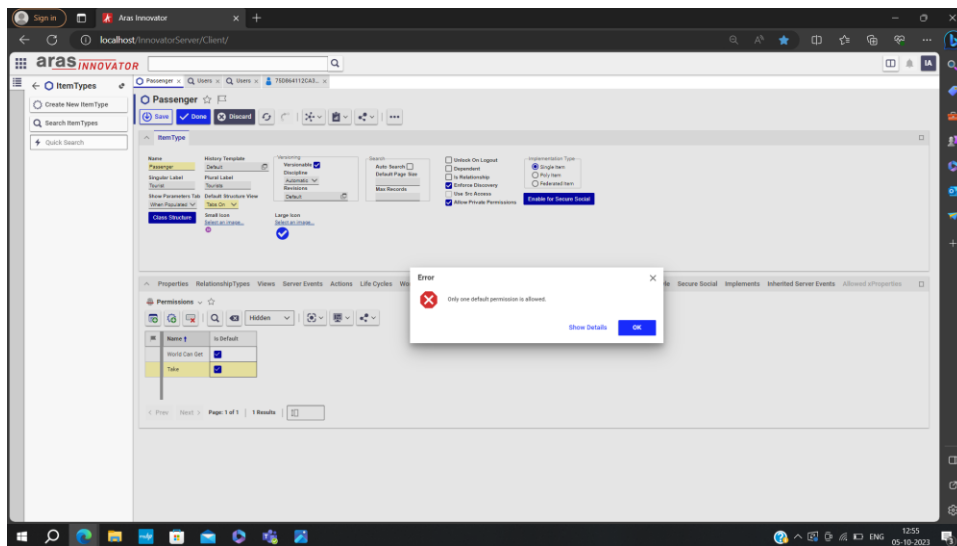 Sign in
Aras Innovator
localhost/InnovatorServer/Client/
aras INNOVATOR
IA
ItemTypes
Create New ItemType
Search ItemTypes
Quick Search
Passenger x Users x Users x 75D864112CA3... x
Passenger
Save Done Discard
ItemType
Name History Template Versioning Search Unlock On Logout Implementation Type
Passenger Default Versionable Auto Search Dependent Single Item
Singular Label Plural Label Discipline Default Page Size Is Relationship Poly Item
Tourist Tourists Automatic Max Records Enforce Discovery Federated Item
Show Parameters Tab Default Structure View Revisions Use Src Access Enable for Secure Social
When Populated Tabs On Default Allow Private Permissions
Class Structure Small Icon Large Icon
Select an image... Select an image...
Properties RelationshipTypes Views Server Events Actions Life Cycles Secure Social Implements Inherited Server Events Allowed xProperties
Error
Only one default permission is allowed.
Show Details OK
Permissions
Hidden
Name Is Default
World Can Get
Take
Prev Next Page: 1 of 1 1 Results
ENG
12:55
05-10-2023